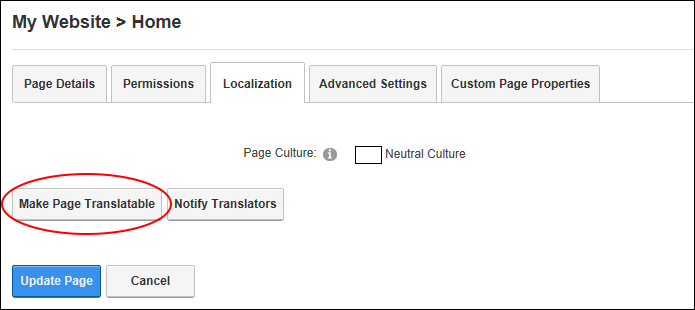 My Website > Home
Page Details Permissions Localization Advanced Settings Custom Page Properties
Page Culture: Neutral Culture
Make Page Translatable Notify Translators
Update Page Cancel